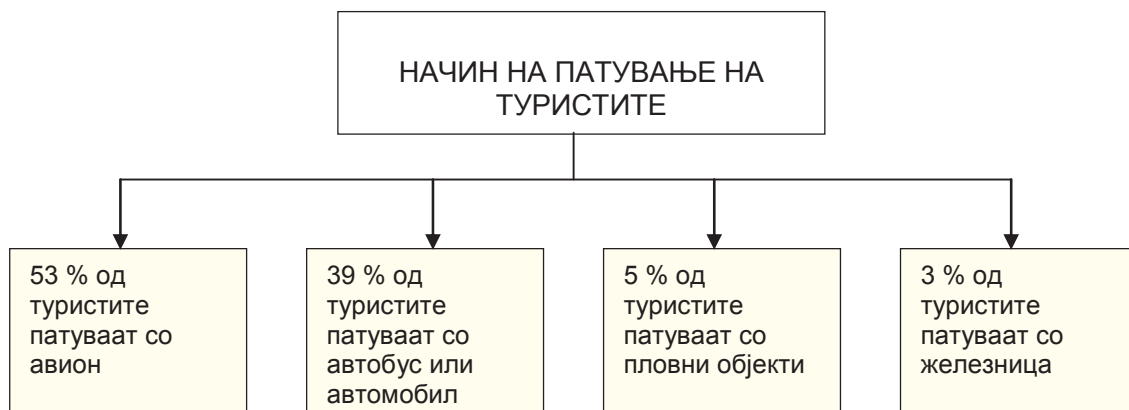 НАЧИН НА ПАТУВАЊЕ НА
ТУРИСТИТЕ
53 % од
туристите
патуваат со
авион
39 % од
туристите
патуваат со
автобус или
автомобил
5 % од
туристите
патуваат со
пловни објекти
3 % од
туристите
патуваат со
железница